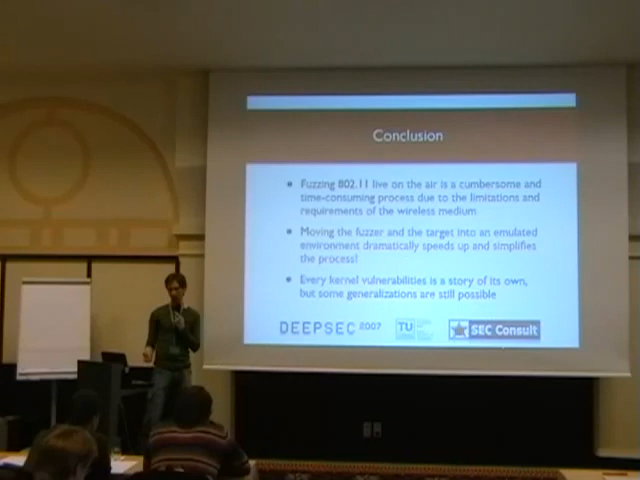 Conclusion
Fuzzing 802.11 live on the air is a cumbersome and
time-consuming process due to the limitations and
requirements of the wireless medium
Moving the fuzzer and the target into an emulated
environment dramatically speeds up and simplifies
the process!
Every kernel vulnerabilities is a story of its own,
but some generalizations are still possible
DEEPSEC 2007
TU
SEC Consult